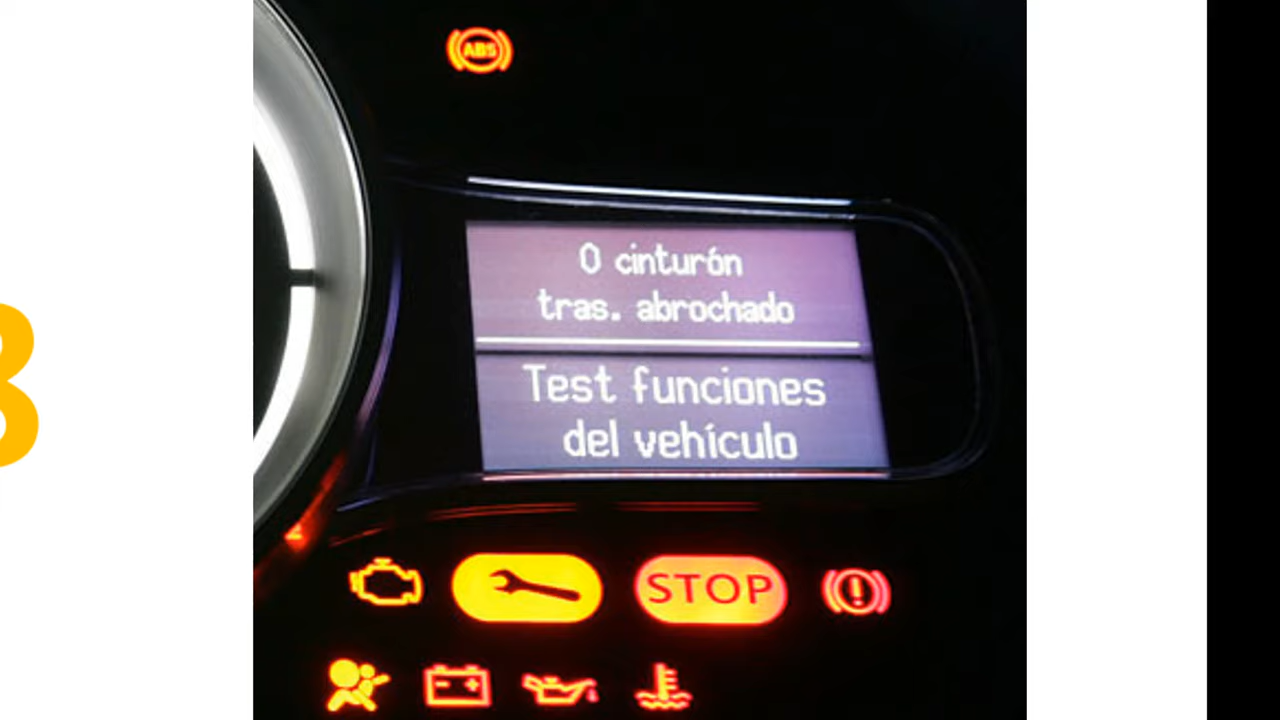 ABS
0 cinturón
tras. abrochado
Test funciones
del vehículo
STOP